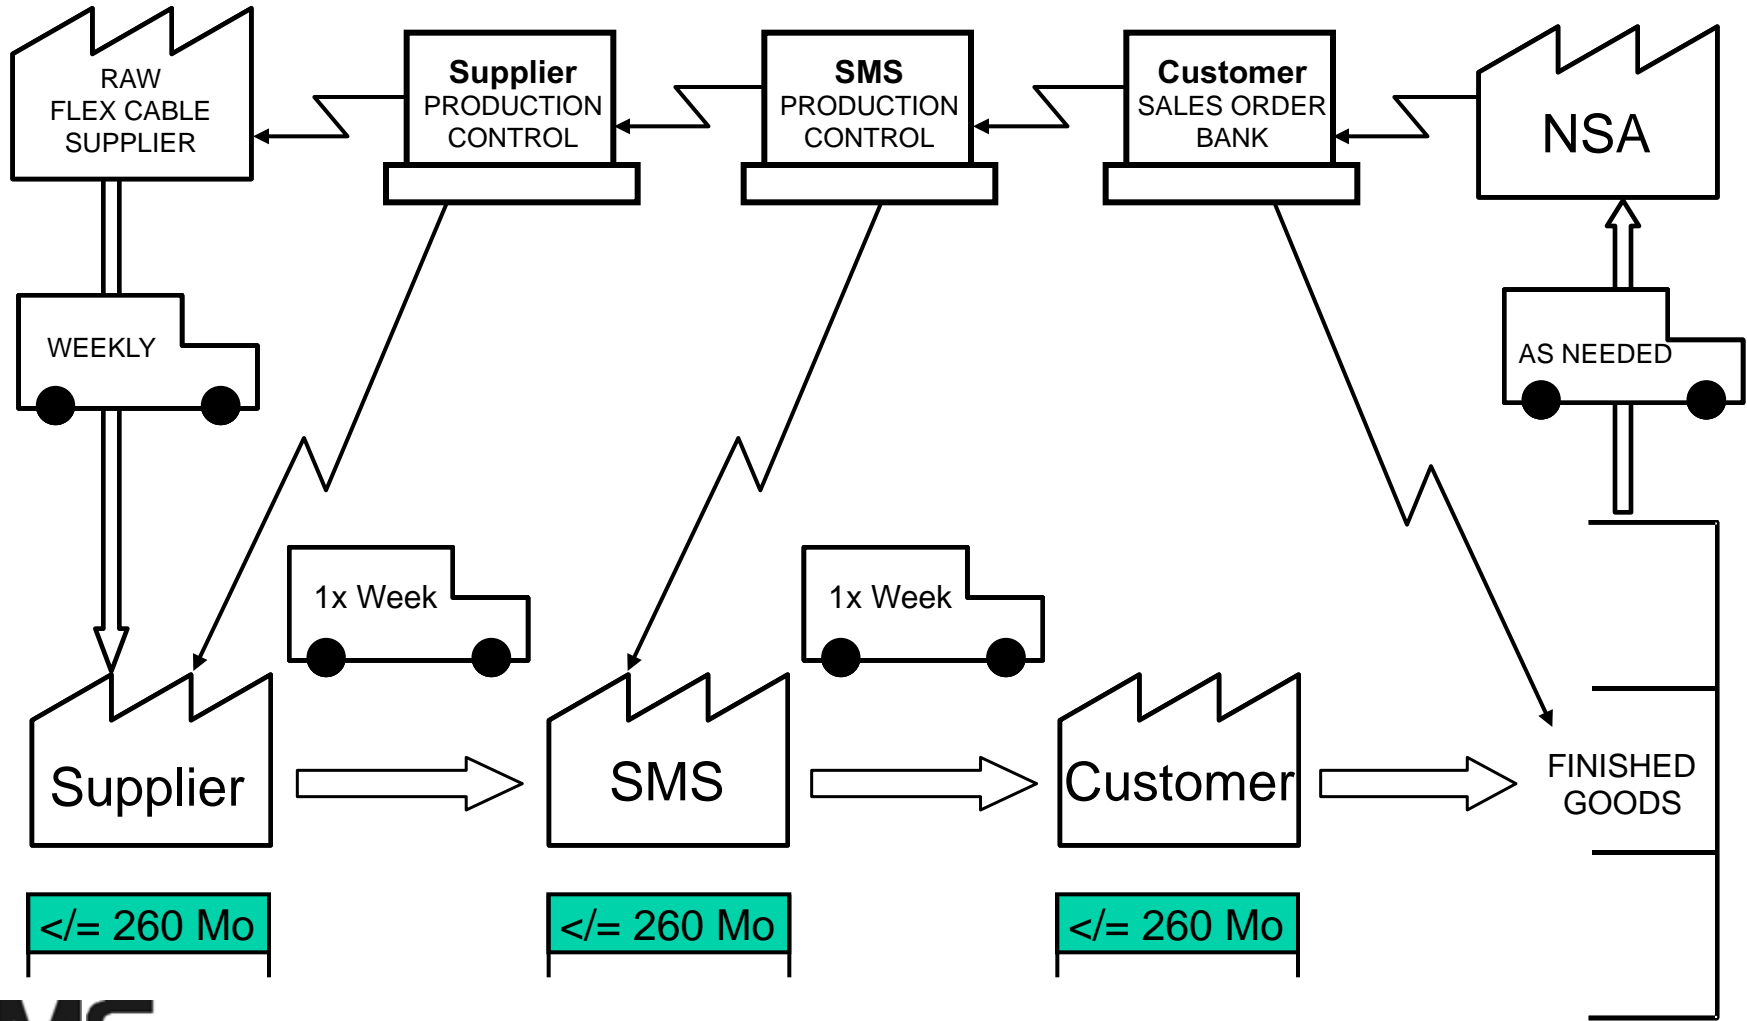 RAW
FLEX CABLE
SUPPLIER
Supplier
PRODUCTION
CONTROL
SMS
PRODUCTION
CONTROL
Customer
SALES ORDER
BANK
NSA
WEEKLY
AS NEEDED
1x Week
1x Week
Supplier
SMS
Customer
FINISHED
GOODS
</= 260 Mo
</= 260 Mo
</= 260 Mo